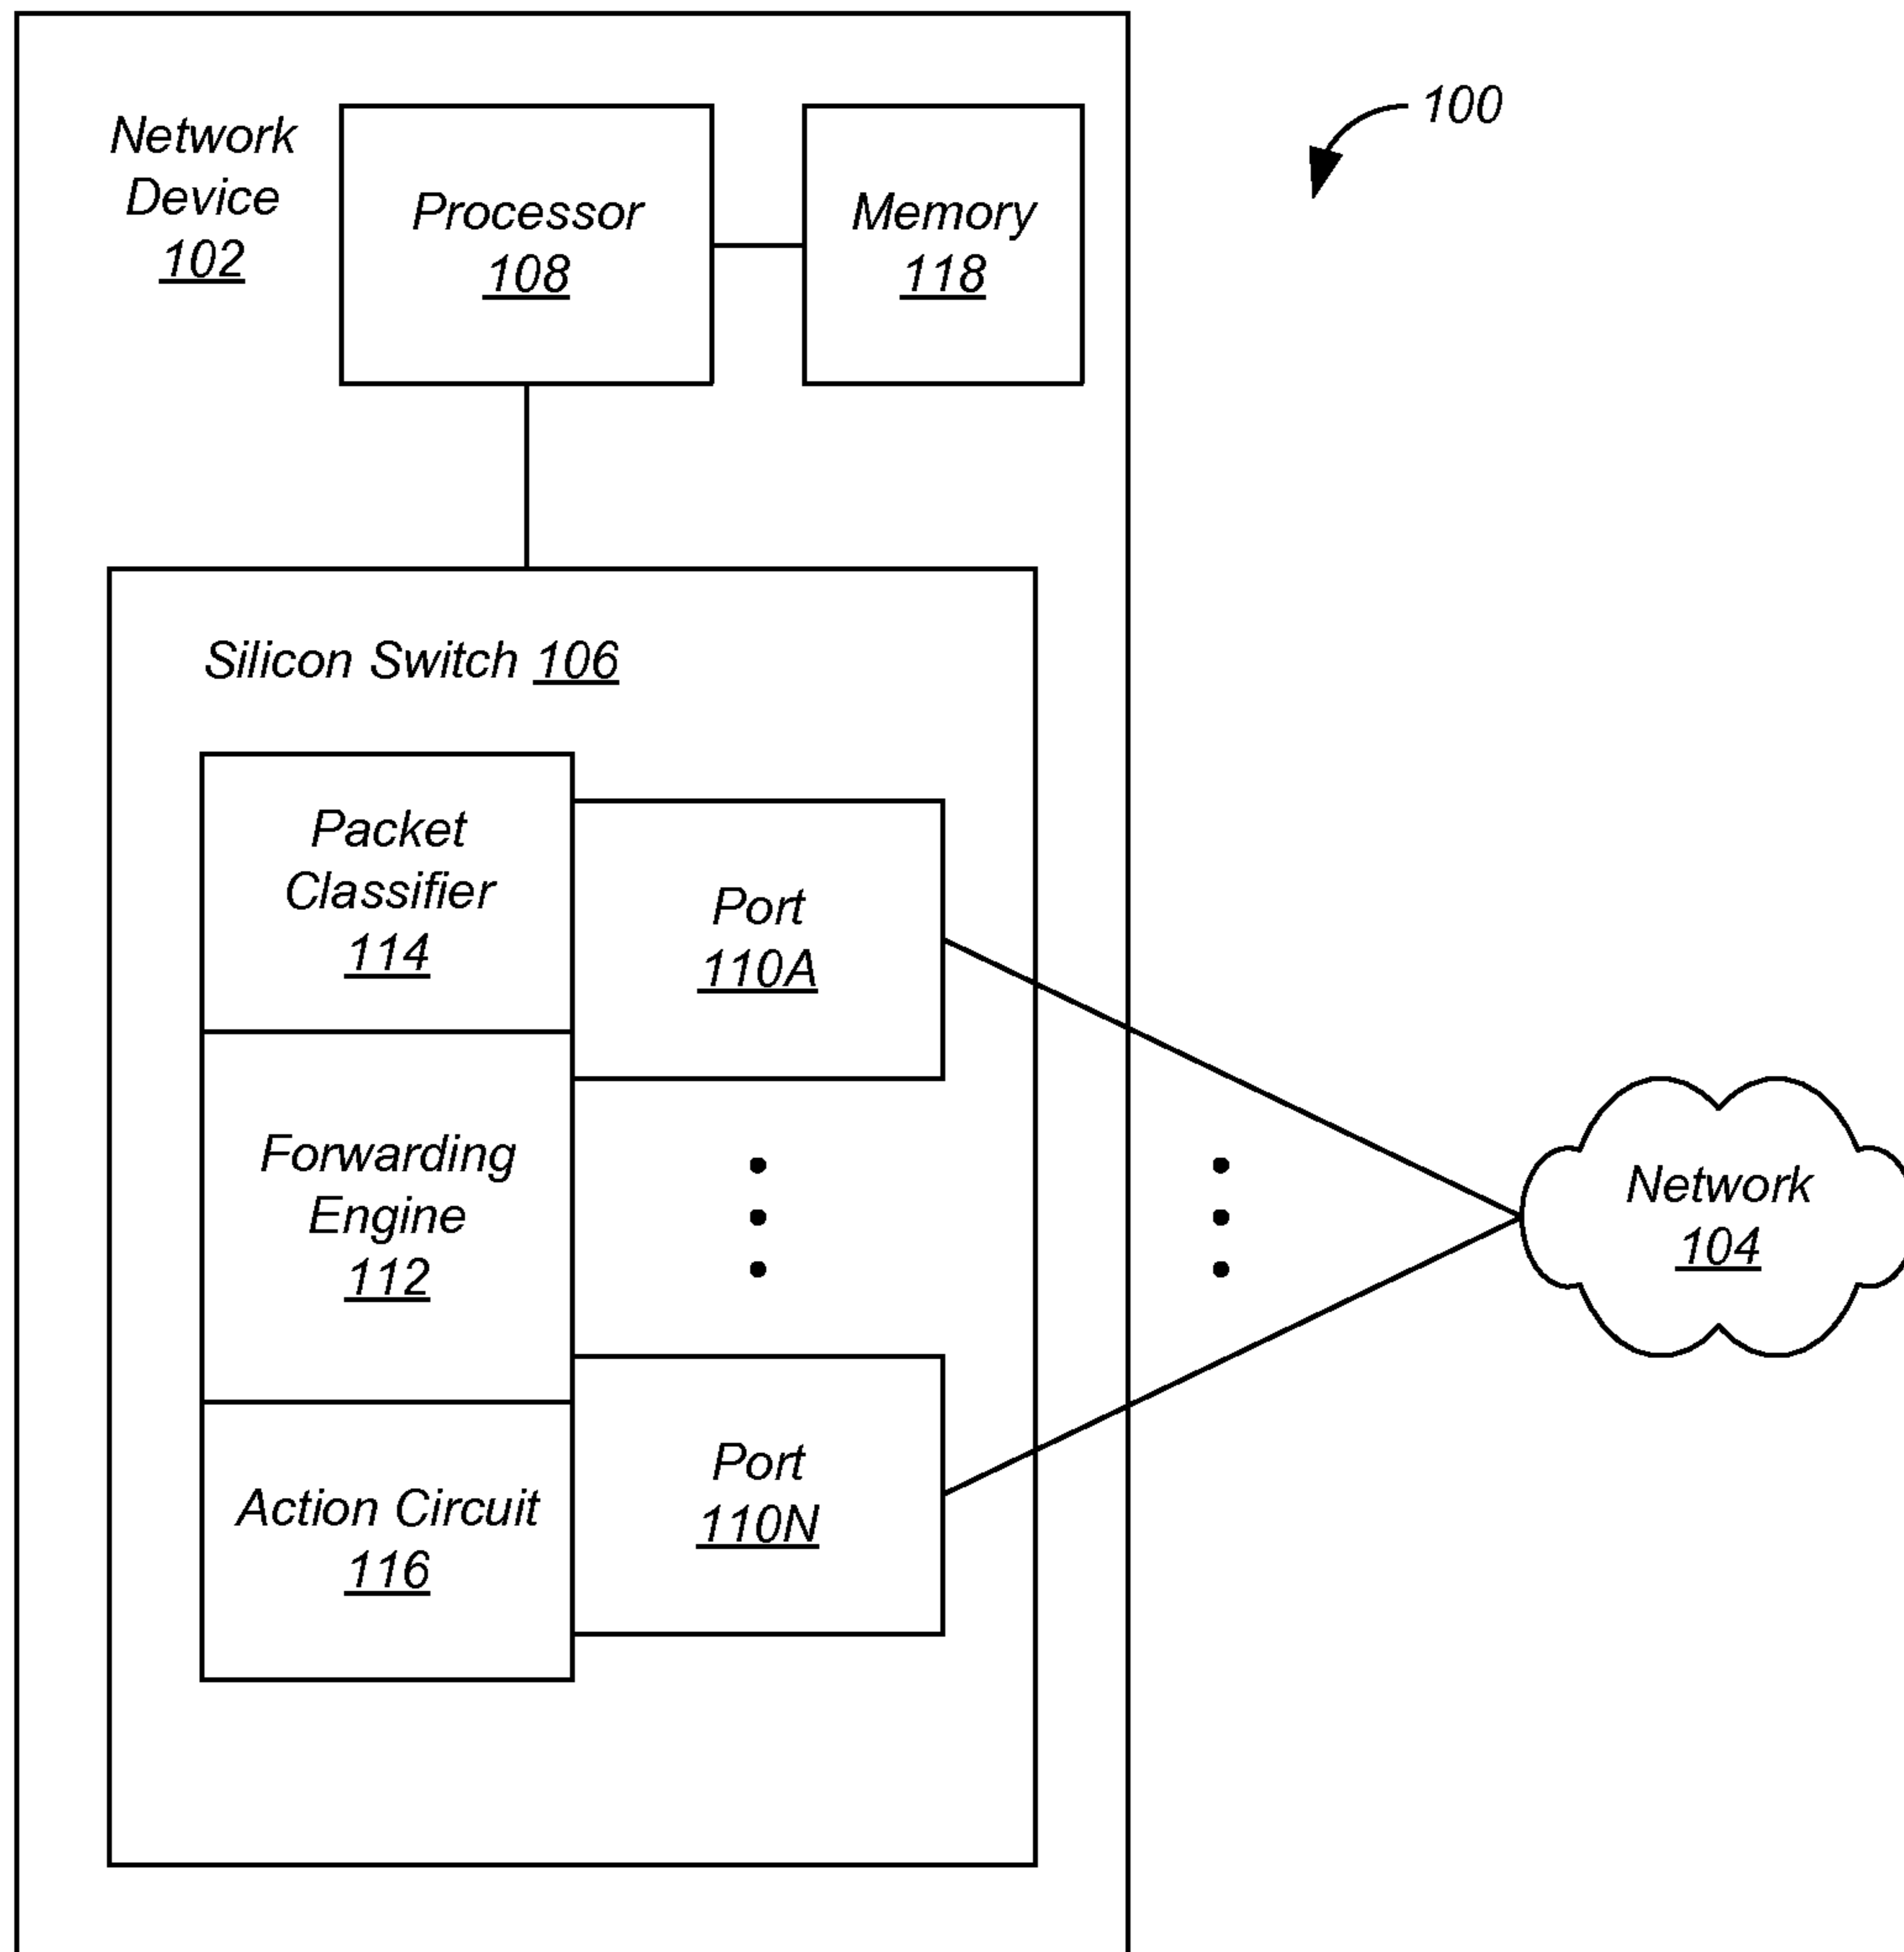 Network
Device
102
Processor
108
Memory
118
100
Silicon Switch 106
Packet
Classifier
114
Port
110A
Forwarding
Engine
112
Network
104
Action Circuit
116
Port
110N